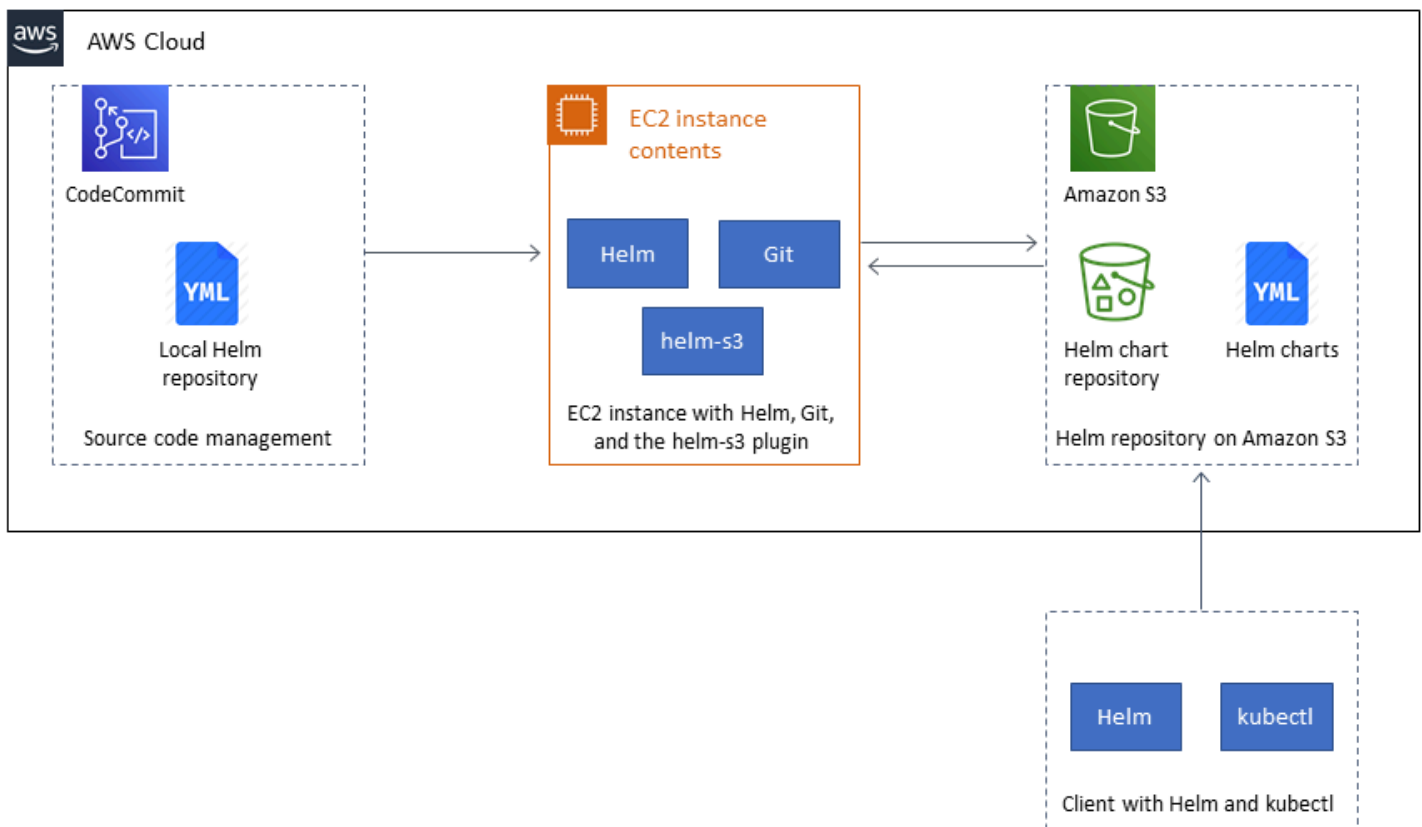 aws
AWS Cloud
CodeCommit
YML
Local Helm
repository
Source code management
EC2 instance
contents
Helm
Git
helm-s3
EC2 instance with Helm, Git,
and the helm-s3 plugin
Amazon S3
YML
Helm chart
repository
Helm charts
Helm repository on Amazon S3
Helm
kubectl
Client with Helm and kubectl